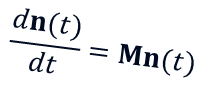 dn(t)/dt = Mn(t)